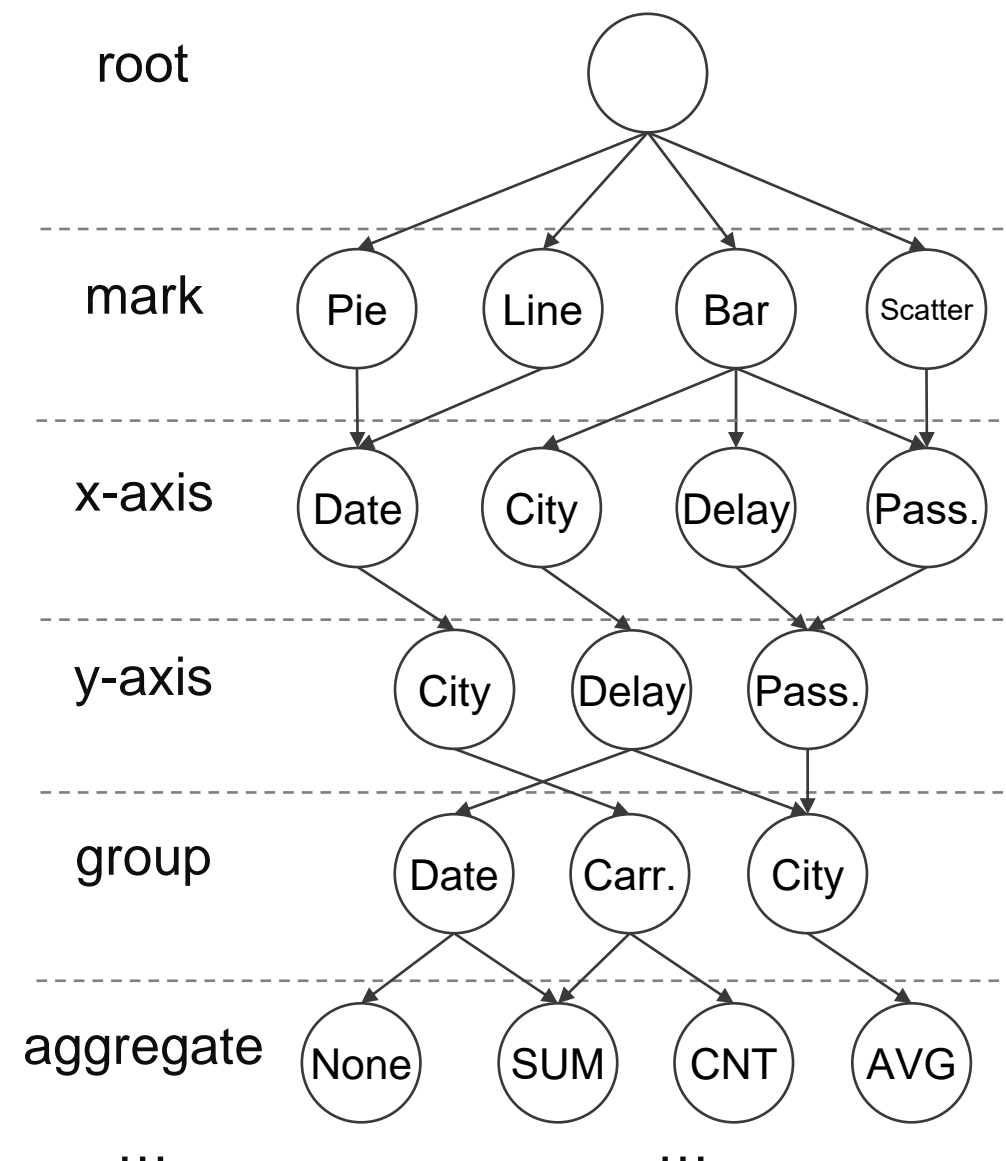 root
mark
Pie
Line
Bar
Scatter
x-axis
Date
City
Delay
Pass.
y-axis
City
Delay
Pass.
group
Date
Carr.
City
aggregate
None
SUM
CNT
AVG
...
...